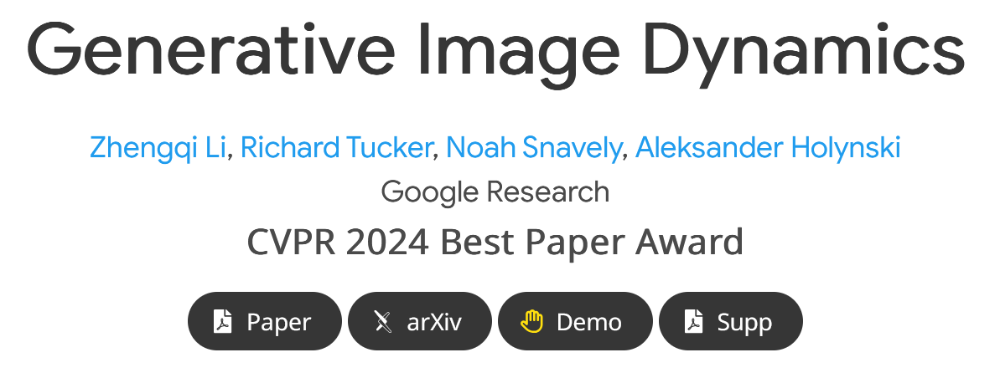 Generative Image Dynamics
Zhengqi Li, Richard Tucker, Noah Snavely, Aleksander Holynski
Google Research
CVPR 2024 Best Paper Award
Paper arXiv Demo Supp